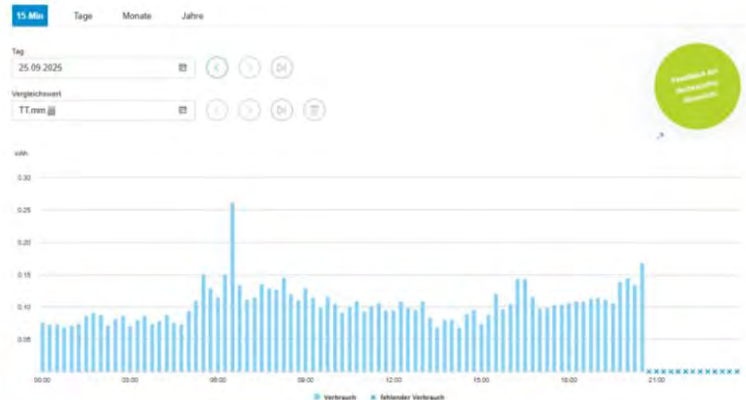 15 Min Tage Monate Jahre
Tag
25.09.2025
Vergleichswert
TT.mm.jjjj
kWh
0.30
0.25
0.20
0.15
0.10
0.05
00:00 03:00 06:00 09:00 12:00 15:00 18:00 21:00
Verbrauch fehlender Verbrauch